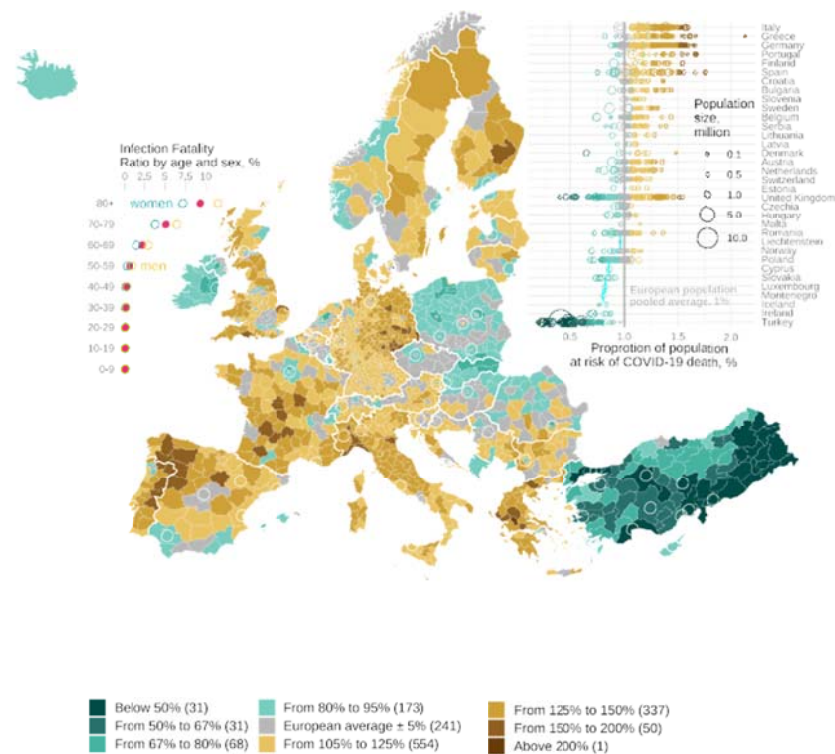 Italy
Greece
Germany
Portugal
Finland
Spain
Croatia
Bulgaria
Slovenia
Sweden
Belgium
Serbia
Lithuania
Latvia
Denmark
Austria
Netherlands
Switzerland
Estonia
United Kingdom
Czechia
Hungary
Malta
Romania
Liechtenstein
Norway
Poland
Cyprus
Slovakia
Luxembourg
Montenegro
Iceland
Ireland
Turkey
Population
size,
million
0.1
0.5
1.0
5.0
10.0
European population
pooled average, 1%
0.5 1.0 1.5 2.0
Proprotion of population
at risk of COVID-19 death, %
Infection Fatality
Ratio by age and sex, %
0 2.5 5 10
80+ women
70-79
60-69
50-59 men
40-49
30-39
20-29
10-19
0-9
Below 50% (31)
From 50% to 67% (31)
From 67% to 80% (68)
From 80% to 95% (173)
European average ± 5% (241)
From 105% to 125% (554)
From 125% to 150% (337)
From 150% to 200% (50)
Above 200% (1)